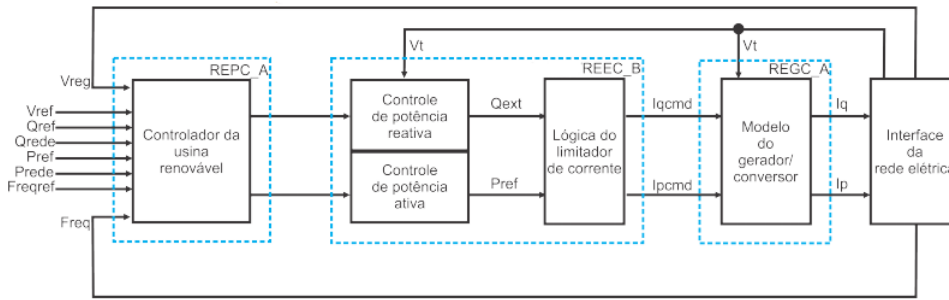 REPC_A
REEC_B
REGC_A
Vt
Vt
Vreg
Vref
Qref
Qrede
Pref
Prede
Freqref
Freq
Controlador da
usina
renovável
Controle
de potência
reativa
Controle
de potência
ativa
Qext
Pref
Lógica do
limitador
de corrente
Iqcmd
Ipcmd
Modelo
do
gerador/
conversor
Iq
Ip
Interface
da
rede elétrica